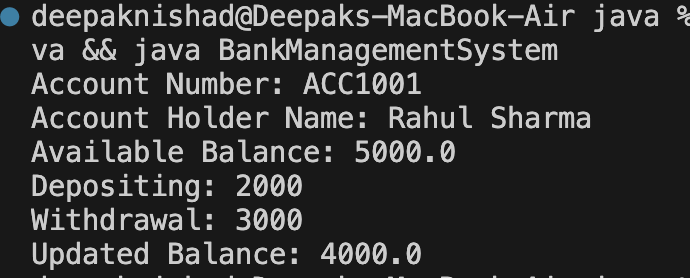 deepaknishad@Deepaks-MacBook-Air java %
va && java BankManagementSystem
Account Number: ACC1001
Account Holder Name: Rahul Sharma
Available Balance: 5000.0
Depositing: 2000
Withdrawal: 3000
Updated Balance: 4000.0